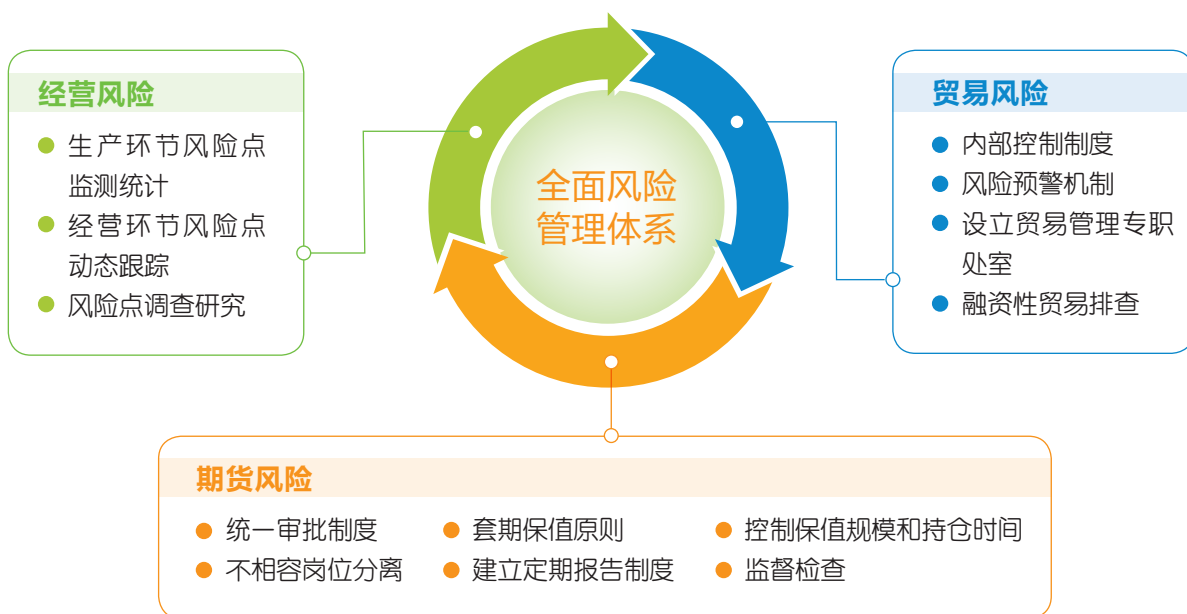 经营风险
生产环节风险点
监测统计
经营环节风险点
动态跟踪
风险点调查研究
全面风险
管理体系
贸易风险
内部控制制度
风险预警机制
设立贸易管理专职
处室
融资性贸易排查
期货风险
统一审批制度
套期保值原则
控制保值规模和持仓时间
不相容岗位分离
建立定期报告制度
监督检查